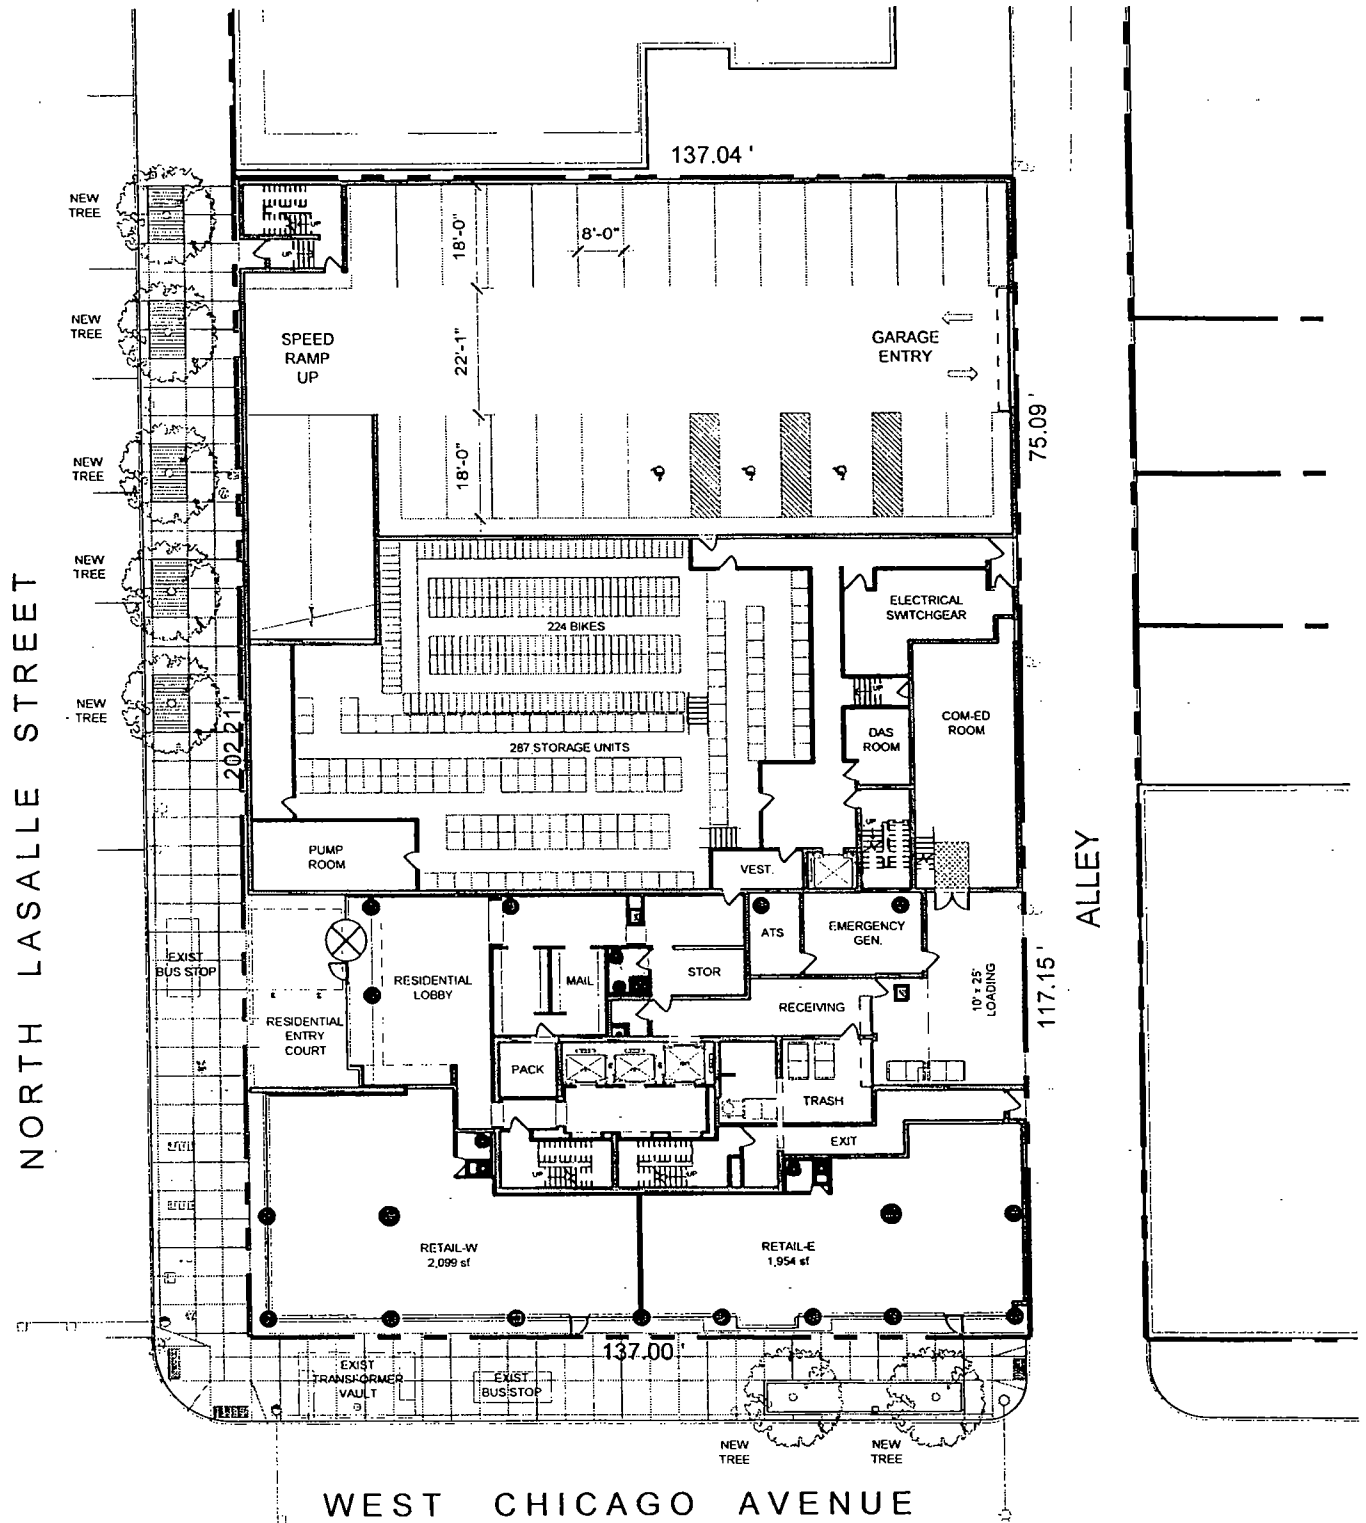 137.04 '
NEW
TREE
18'-0"
8'-0"
NEW
TREE
SPEED
RAMP
UP
22'-1"
GARAGE
ENTRY
75.09 '
NEW
TREE
18'-0"
NEW
TREE
ELECTRICAL
SWITCHGEAR
224 BIKES
NORTH LASALLE STREET
NEW
TREE
202.21 '
UP
COM-ED
ROOM
DAS
ROOM
287 STORAGE UNITS
PUMP
ROOM
VEST.
ALLEY
EXIST
BUS STOP
ATS
EMERGENCY
GEN.
RESIDENTIAL
LOBBY
MAIL
STOR
10' x 25'
LOADING
117.15 '
RECEIVING
RESIDENTIAL
ENTRY
COURT
PACK
TRASH
EXIT
UP
UP
RETAIL-W
2,099 sf
RETAIL-E
1,954 sf
137.00 '
EXIST
TRANSFORMER
VAULT
EXIST
BUS STOP
NEW
TREE
NEW
TREE
WEST CHICAGO AVENUE